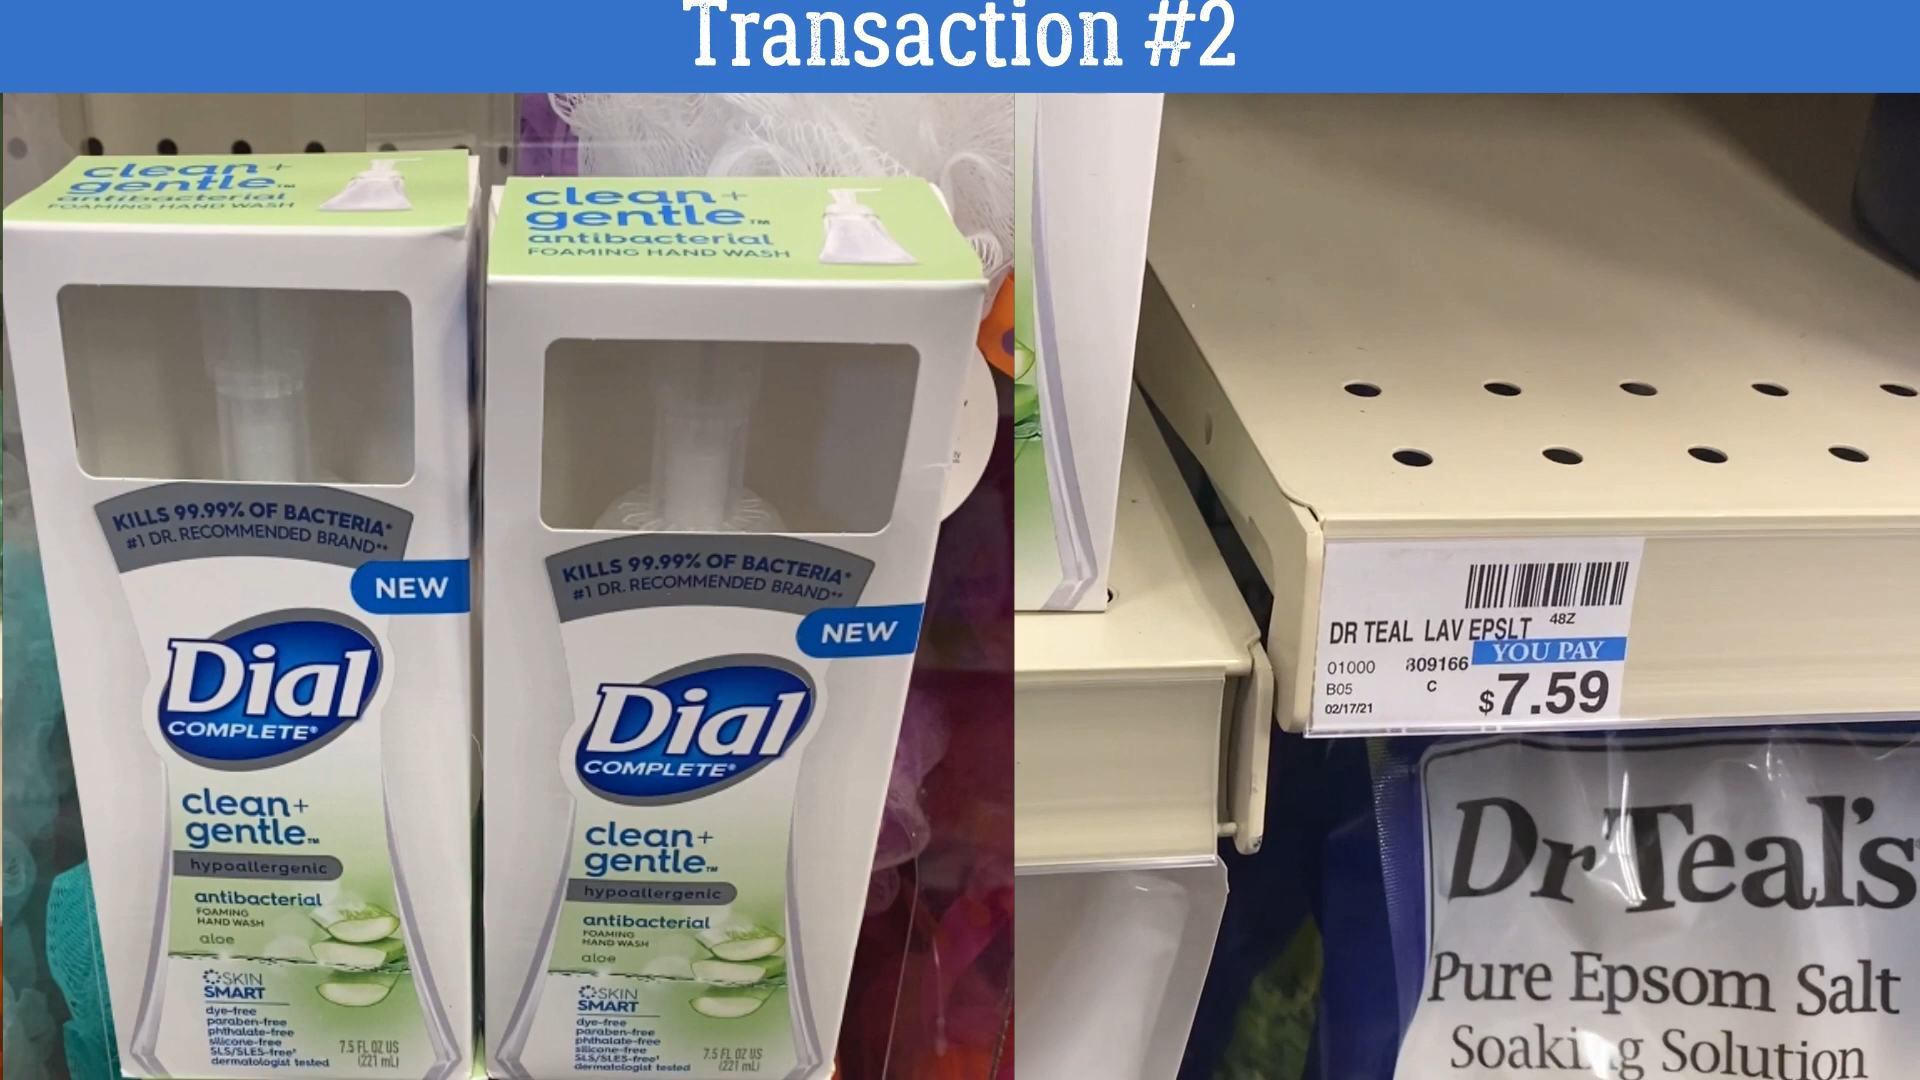 Transaction #2
clean+
gentle™
antibacterial
FOAMING HAND WASH
KILLS 99.99% OF BACTERIA*
#1 DR. RECOMMENDED BRAND**
NEW
Dial
COMPLETE®
clean+
gentle™
hypoallergenic
antibacterial
FOAMING
HAND WASH
aloe
SKIN
SMART
dye-free
paraben-free
phthalate-free
silicone-free
SLS/SLES-free†
dermatologist tested
7.5 FL OZ US
(221 mL)
clean+
gentle™
antibacterial
FOAMING HAND WASH
KILLS 99.99% OF BACTERIA*
#1 DR. RECOMMENDED BRAND**
NEW
Dial
COMPLETE®
clean+
gentle™
hypoallergenic
antibacterial
FOAMING
HAND WASH
aloe
SKIN
SMART
dye-free
paraben-free
phthalate-free
silicone-free
SLS/SLES-free†
dermatologist tested
7.5 FL OZ US
(221 mL)
DR TEAL LAV EPSLT 48Z
01000 809166 YOU PAY
B05 C $7.59
02/17/21
Dr Teal's
Pure Epsom Salt
Soaking Solution